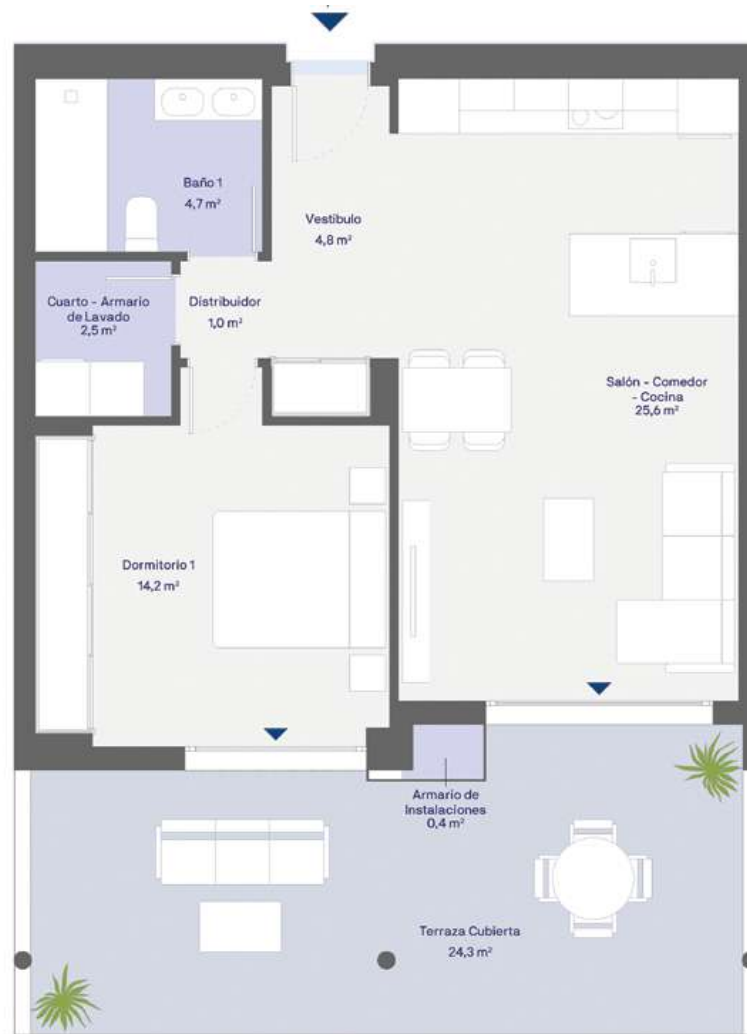 Baño 1
4,7 m²
Vestíbulo
4,8 m²
Cuarto - Armario
de Lavado
2,5 m²
Distribuidor
1,0 m²
Salón - Comedor
- Cocina
25,6 m²
Dormitorio 1
14,2 m²
Armario de
Instalaciones
0,4 m²
Terraza Cubierta
24,3 m²